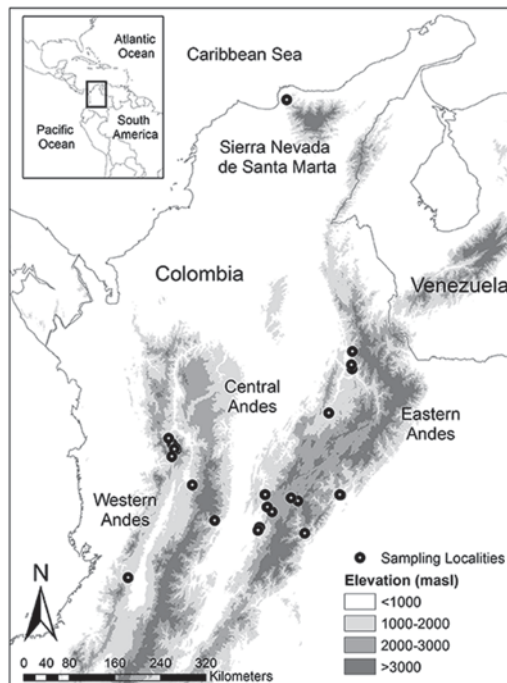 Atlantic
Ocean
Pacific
Ocean
South
America
Caribbean Sea
Sierra Nevada
de Santa Marta
Colombia
Venezuela
Central
Andes
Eastern
Andes
Western
Andes
N
Sampling Localities
Elevation (masl)
<1000
1000-2000
2000-3000
>3000
0 40 80 160 240 320
Kilometers